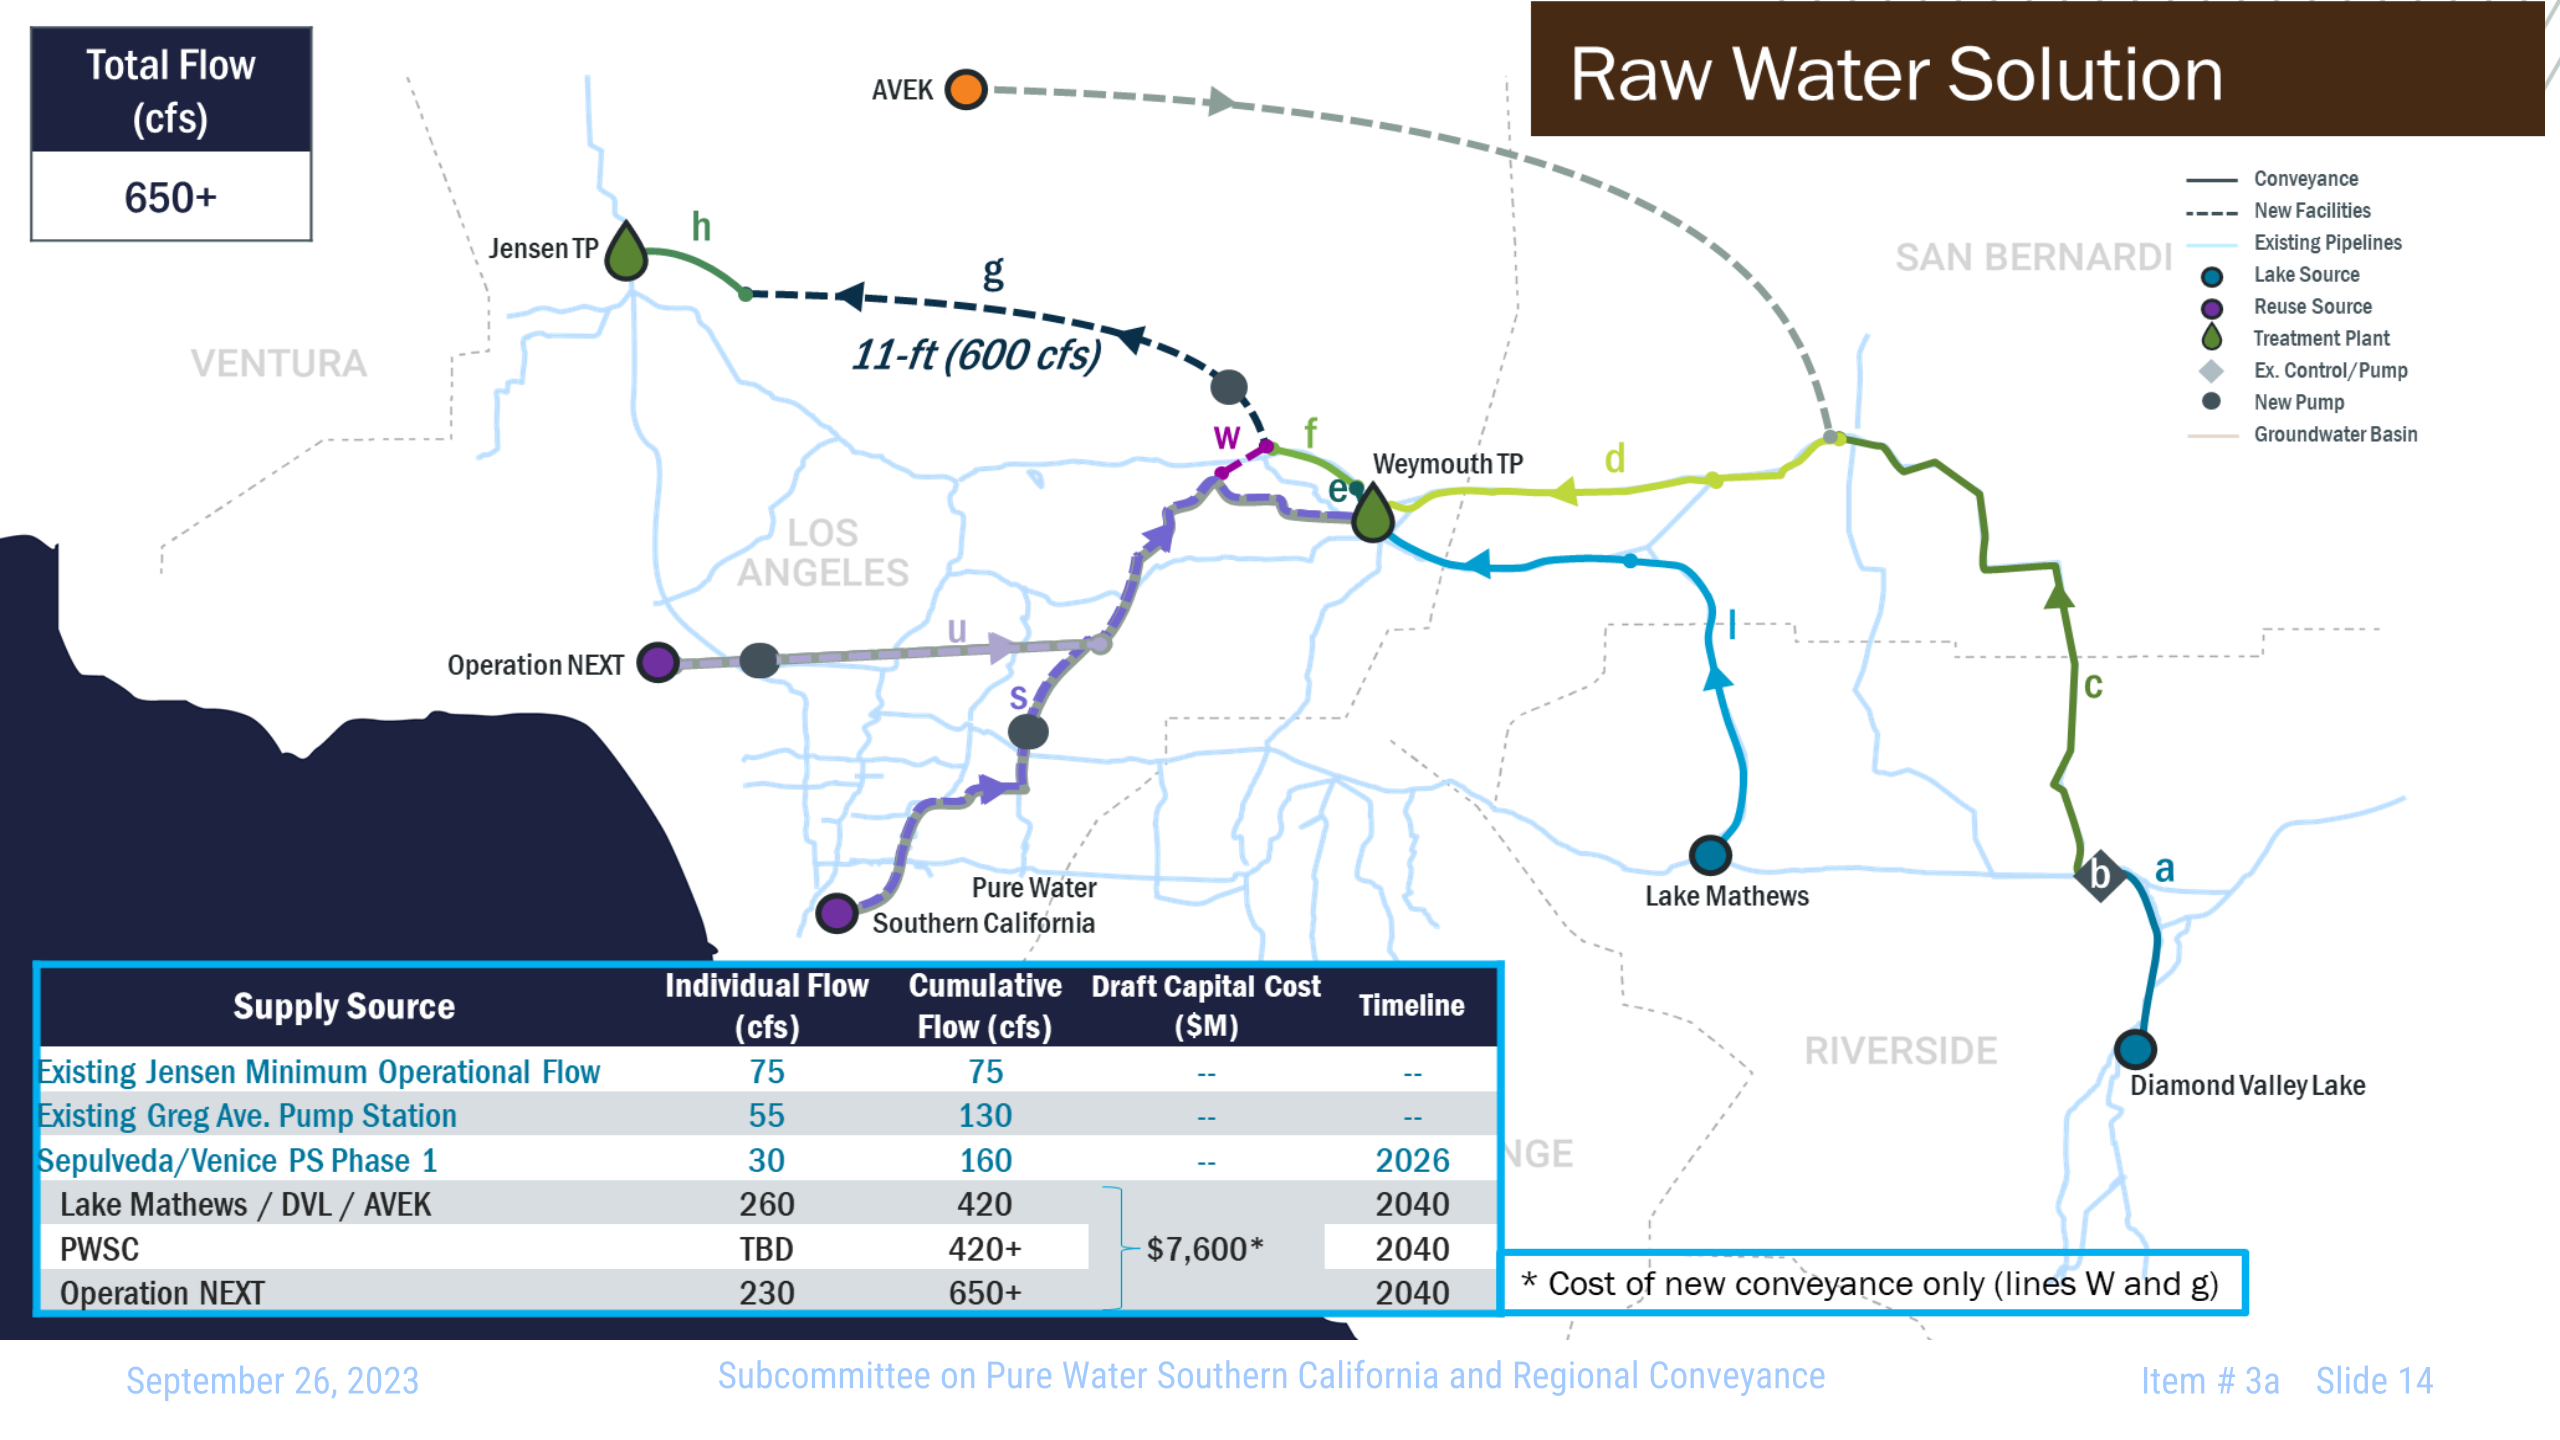 Raw Water Solution
Total Flow
(cfs)
650+
AVEK
Conveyance
New Facilities
Existing Pipelines
Lake Source
Reuse Source
Treatment Plant
Ex. Control/Pump
New Pump
Groundwater Basin
SAN BERNARDI
Jensen TP
h
g
11-ft (600 cfs)
VENTURA
w
f
Weymouth TP
d
e
LOS
ANGELES
u
l
Operation NEXT
s
c
b
a
Pure Water
Southern California
Lake Mathews
RIVERSIDE
Diamond Valley Lake
NGE
Supply Source
Individual Flow
(cfs)
Cumulative
Flow (cfs)
Draft Capital Cost
($M)
Timeline
Existing Jensen Minimum Operational Flow 75 75 -- --
Existing Greg Ave. Pump Station 55 130 -- --
Sepulveda/Venice PS Phase 1 30 160 -- 2026
Lake Mathews / DVL / AVEK 260 420 2040
PWSC TBD 420+ $7,600* 2040
Operation NEXT 230 650+ 2040
* Cost of new conveyance only (lines W and g)
September 26, 2023
Subcommittee on Pure Water Southern California and Regional Conveyance
Item # 3a Slide 14